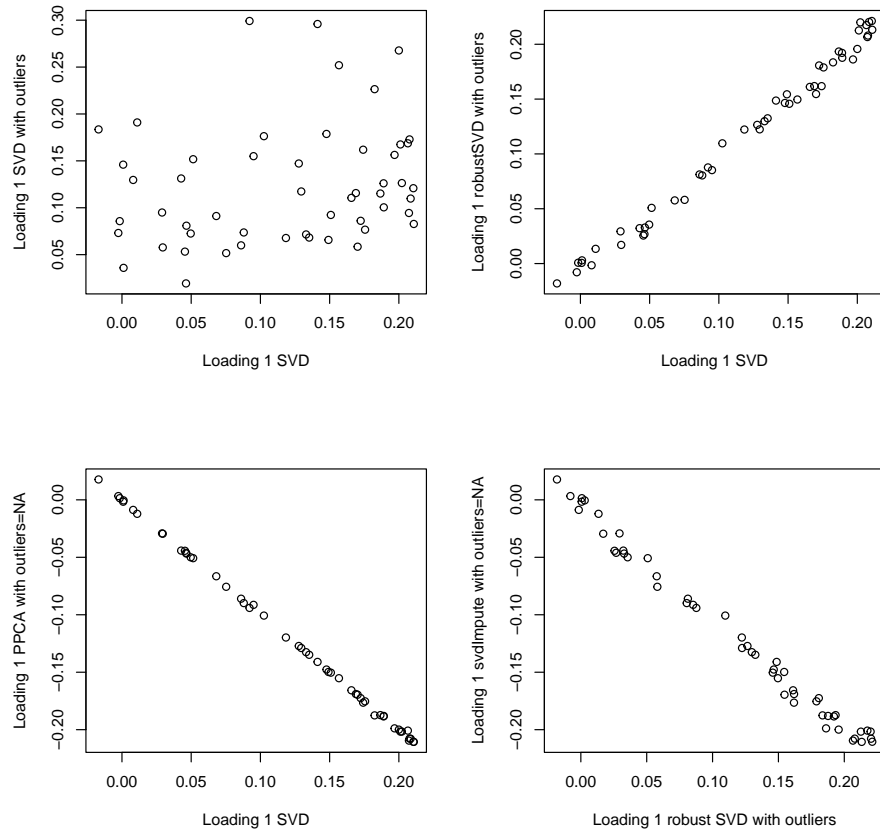 0.00 0.05 0.10 0.15 0.20
0.05 0.10 0.15 0.20 0.25 0.30
Loading 1 SVD
Loading 1 SVD with outliers
0.00 0.05 0.10 0.15 0.20
0.00 0.05 0.10 0.15 0.20
Loading 1 SVD
Loading 1 robustSVD with outliers
0.00 0.05 0.10 0.15 0.20
−0.20 −0.15 −0.10 −0.05 0.00
Loading 1 SVD
Loading 1 PPCA with outliers=NA
0.00 0.05 0.10 0.15 0.20
−0.20 −0.15 −0.10 −0.05 0.00
Loading 1 robust SVD with outliers
Loading 1 svdImpute with outliers=NA